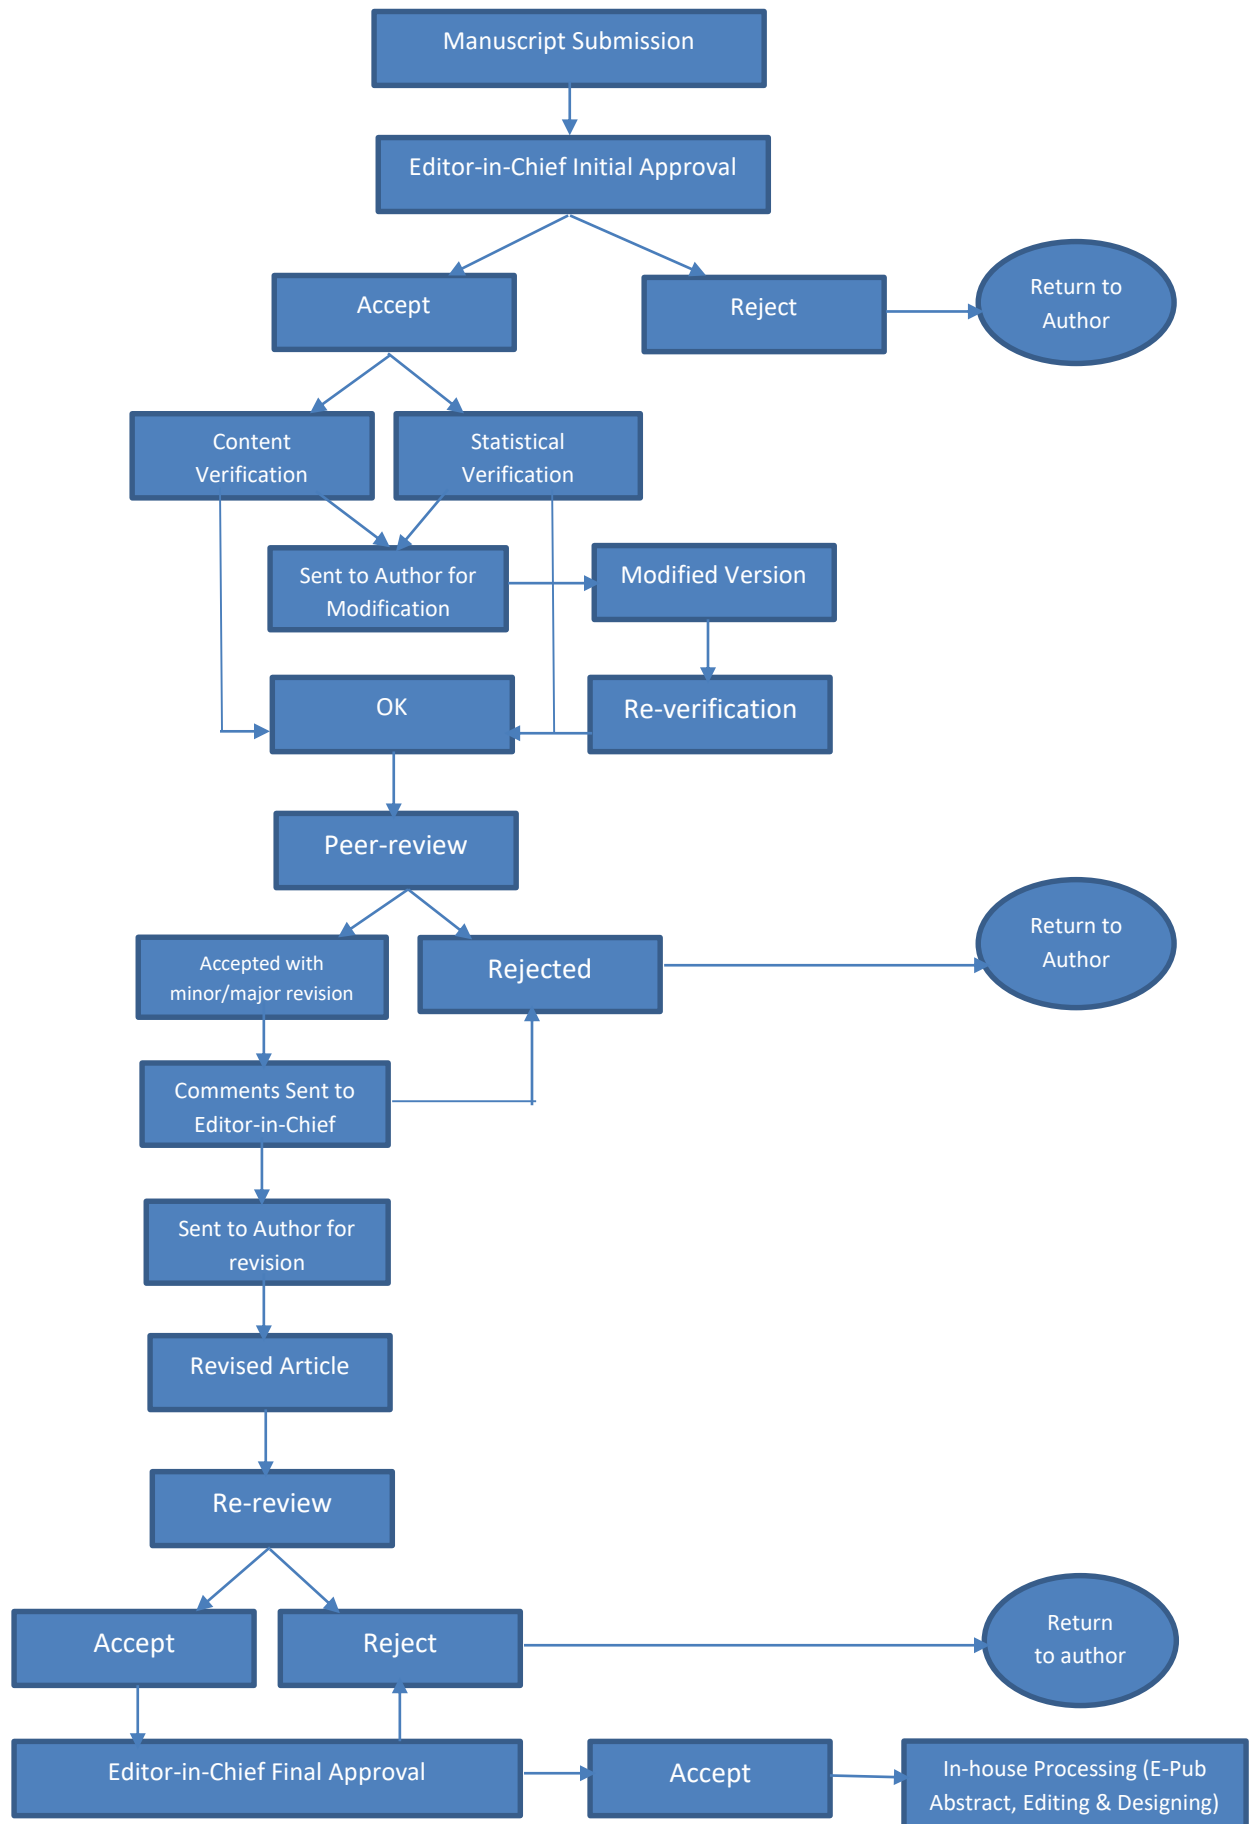 Manuscript Submission
Editor-in-Chief Initial Approval
Accept
Reject
Return to
Author
Content
Verification
Statistical
Verification
Sent to Author for
Modification
Modified Version
OK
Re-verification
Peer-review
Accepted with
minor/major revision
Rejected
Return to
Author
Comments Sent to
Editor-in-Chief
Sent to Author for
revision
Revised Article
Re-review
Accept
Reject
Return
to author
Editor-in-Chief Final Approval
Accept
In-house Processing (E-Pub
Abstract, Editing & Designing)